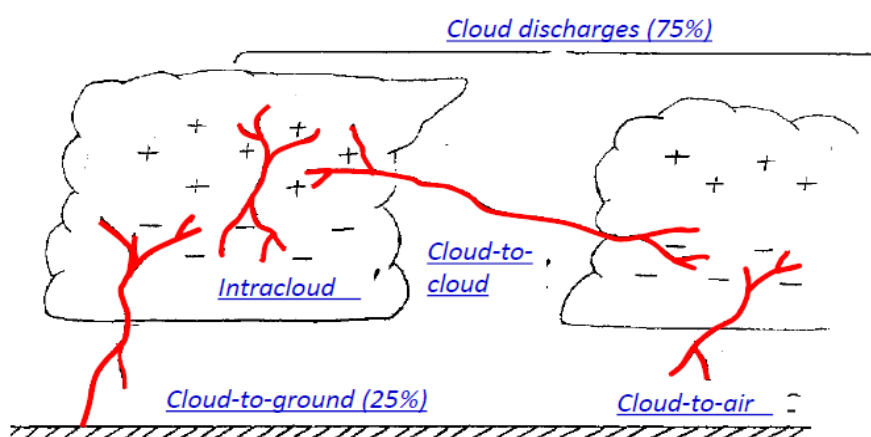 Cloud discharges (75%)
Cloud-to-
cloud
Intracloud
Cloud-to-ground (25%)
Cloud-to-air